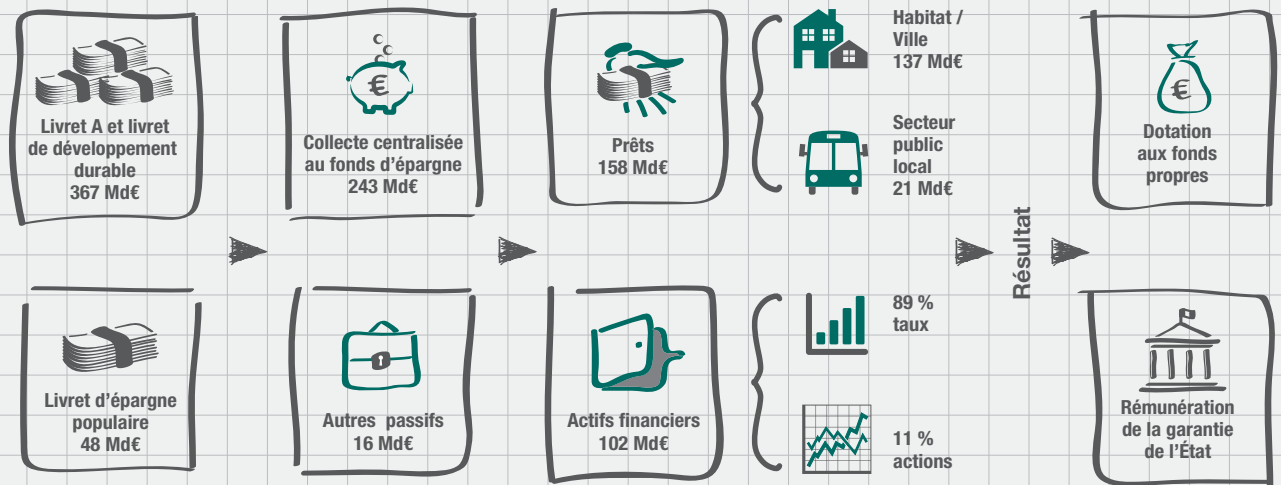 Livret A et livret
de développement
durable
367 Md€
Livret d'épargne
populaire
48 Md€
Collecte centralisée
au fonds d'épargne
243 Md€
Autres passifs
16 Md€
Prêts
158 Md€
Habitat /
Ville
137 Md€
Secteur
public
local
21 Md€
Actifs financiers
102 Md€
89 %
taux
11 %
actions
Résultat
Dotation
aux fonds
propres
Rémunération
de la garantie
de l'État